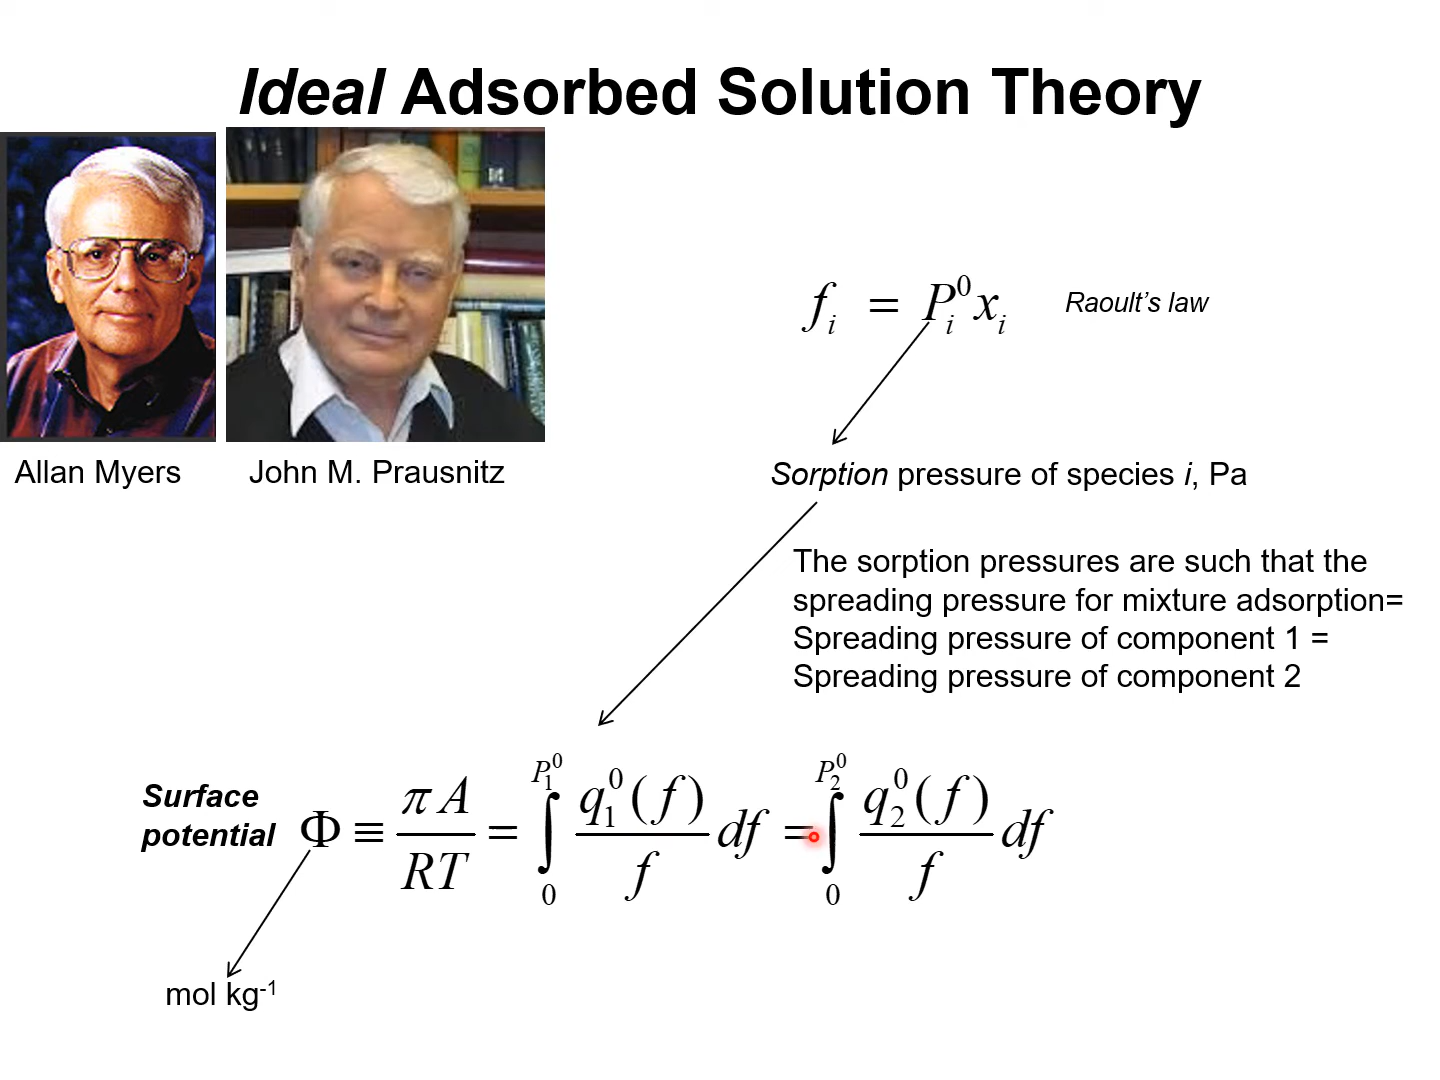 Ideal Adsorbed Solution Theory
Allan Myers
John M. Prausnitz
f_i = P_i^0 x_i
Raoult’s law
Sorption pressure of species i, Pa
The sorption pressures are such that the
spreading pressure for mixture adsorption=
Spreading pressure of component 1 =
Spreading pressure of component 2
Surface
potential
Φ ≡ πA/RT = ∫_0^{P_1^0} q_1^0(f)/f df = ∫_0^{P_2^0} q_2^0(f)/f df
mol kg⁻¹